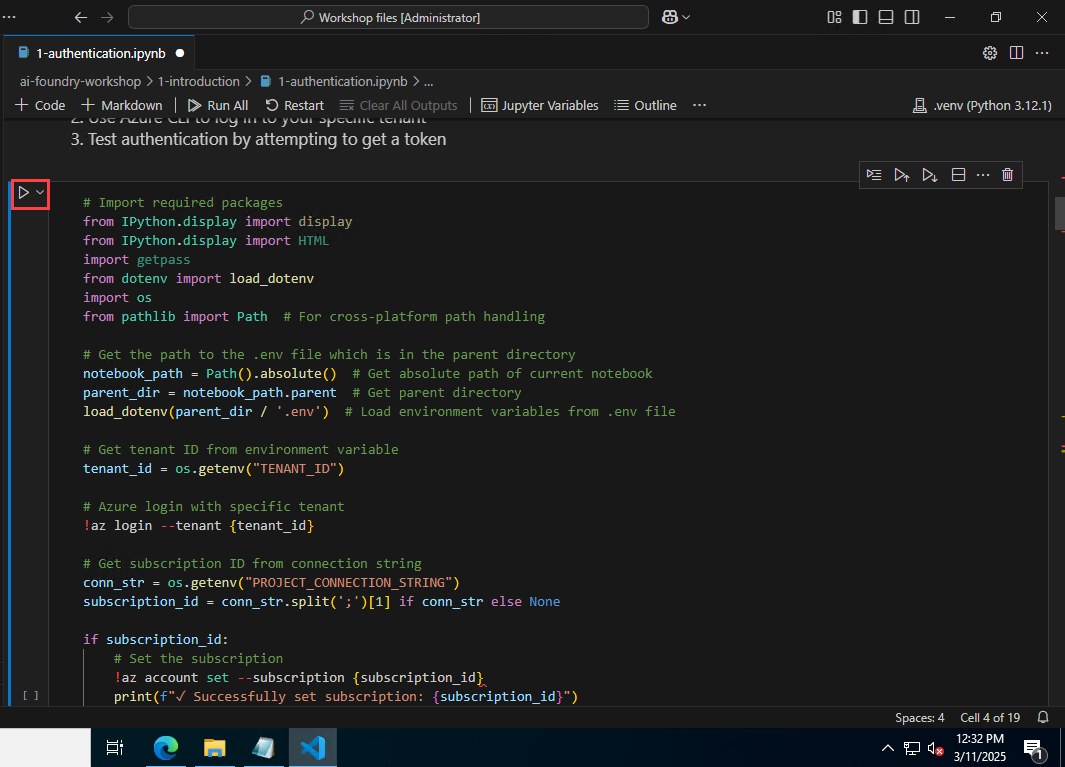 Workshop files [Administrator]
1-authentication.ipynb
ai-foundry-workshop > 1-introduction > 1-authentication.ipynb > ...
+ Code + Markdown | Run All Restart Clear All Outputs | Jupyter Variables Outline ... .venv (Python 3.12.1)
2. Use Azure CLI to log in to your specific tenant
3. Test authentication by attempting to get a token
# Import required packages
from IPython.display import display
from IPython.display import HTML
import getpass
from dotenv import load_dotenv
import os
from pathlib import Path  # For cross-platform path handling
# Get the path to the .env file which is in the parent directory
notebook_path = Path().absolute()  # Get absolute path of current notebook
parent_dir = notebook_path.parent  # Get parent directory
load_dotenv(parent_dir / '.env')  # Load environment variables from .env file
# Get tenant ID from environment variable
tenant_id = os.getenv("TENANT_ID")
# Azure login with specific tenant
!az login --tenant {tenant_id}
# Get subscription ID from connection string
conn_str = os.getenv("PROJECT_CONNECTION_STRING")
subscription_id = conn_str.split(';')[1] if conn_str else None
if subscription_id:
    # Set the subscription
    !az account set --subscription {subscription_id}
[ ]     print(f"✓ Successfully set subscription: {subscription_id}")
Spaces: 4 Cell 4 of 19
12:32 PM
3/11/2025
1